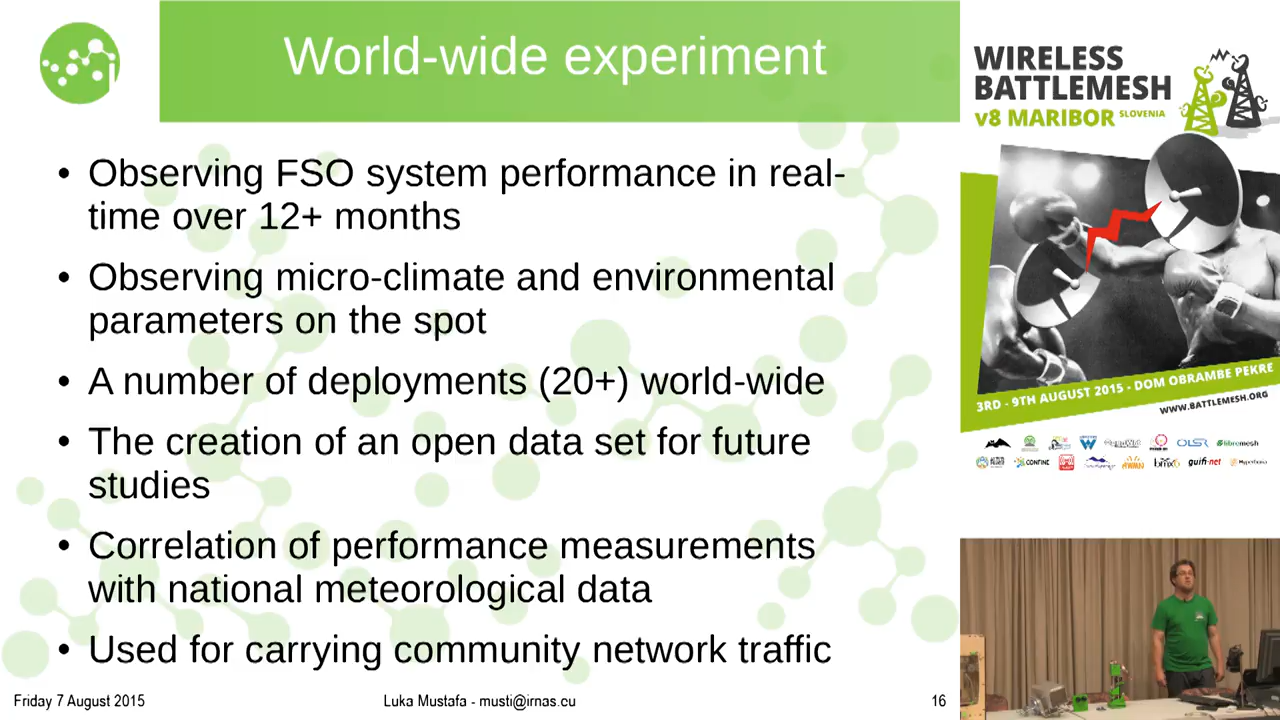 World-wide experiment
• Observing FSO system performance in real-
time over 12+ months
• Observing micro-climate and environmental
parameters on the spot
• A number of deployments (20+) world-wide
• The creation of an open data set for future
studies
• Correlation of performance measurements
with national meteorological data
• Used for carrying community network traffic
Friday 7 August 2015
Luka Mustafa - musti@irnas.eu
16
WIRELESS
BATTLEMESH
v8 MARIBOR SLOVENIA
3RD - 9TH AUGUST 2015 - DOM OBRAMBE PEKRE
WWW.BATTLEMESH.ORG
OLSR
libremesh
CONFINE
AWMN
bmx6
guifi·net
Hyperboria